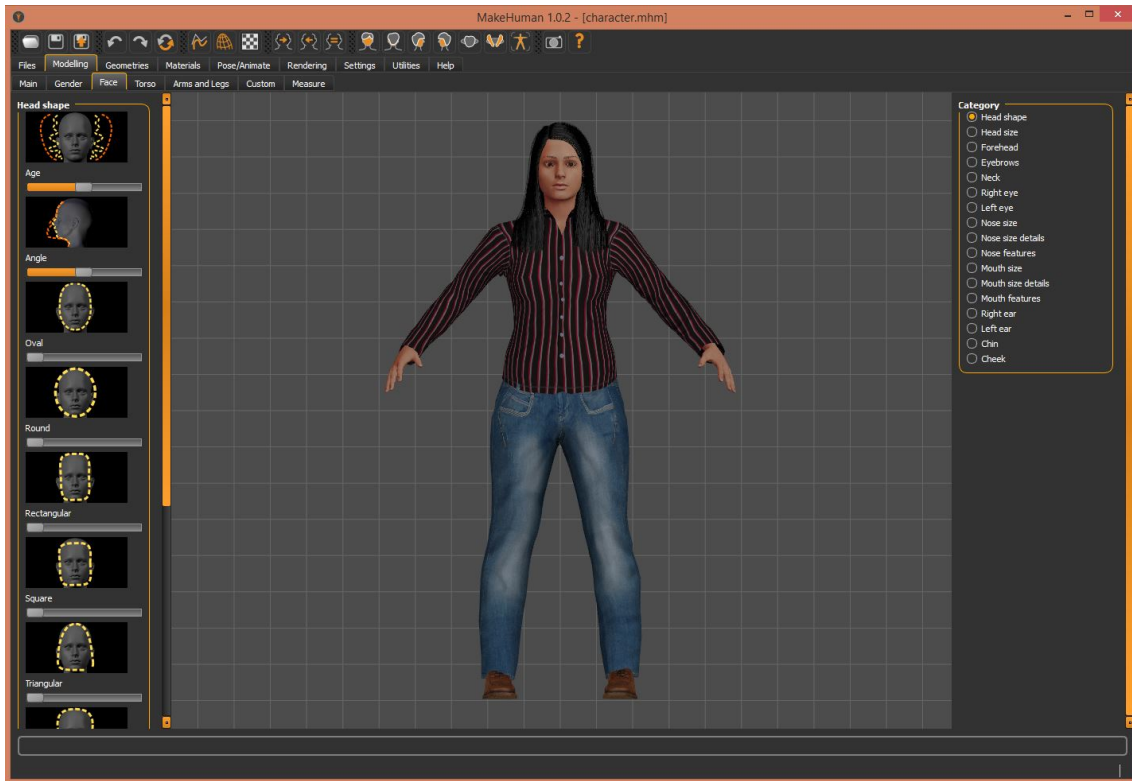 MakeHuman 1.0.2 - [character.mhm]
Files Modelling Geometries Materials Pose/Animate Rendering Settings Utilities Help
Main Gender Face Torso Arms and Legs Custom Measure
Head shape
Age
Angle
Oval
Round
Rectangular
Square
Triangular
Category
Head shape
Head size
Forehead
Eyebrows
Neck
Right eye
Left eye
Nose size
Nose size details
Nose features
Mouth size
Mouth size details
Mouth features
Right ear
Left ear
Chin
Cheek